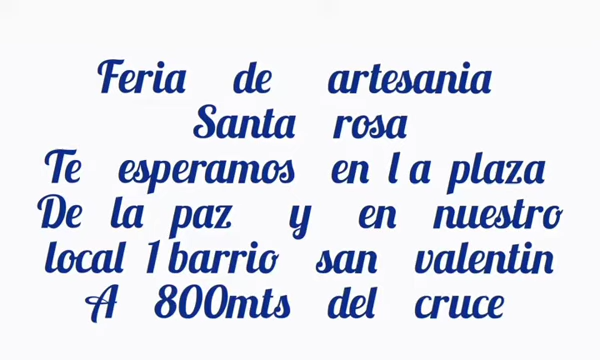 Feria de artesania
Santa rosa
Te esperamos en l a plaza
De la paz y en nuestro
local 1 barrio san valentin
A 800mts del cruce